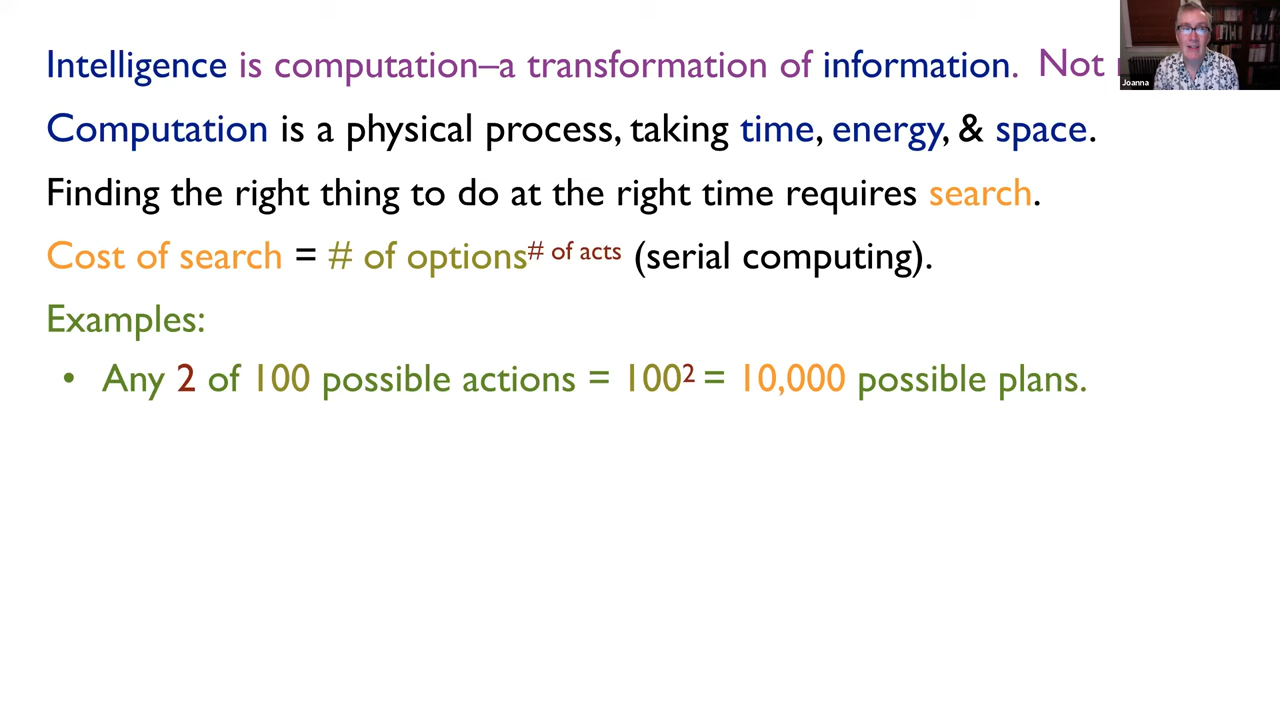 Intelligence is computation–a transformation of information. Not
Computation is a physical process, taking time, energy, & space.
Finding the right thing to do at the right time requires search.
Cost of search = # of options# of acts (serial computing).
Examples:
• Any 2 of 100 possible actions = 100² = 10,000 possible plans.
Joanna